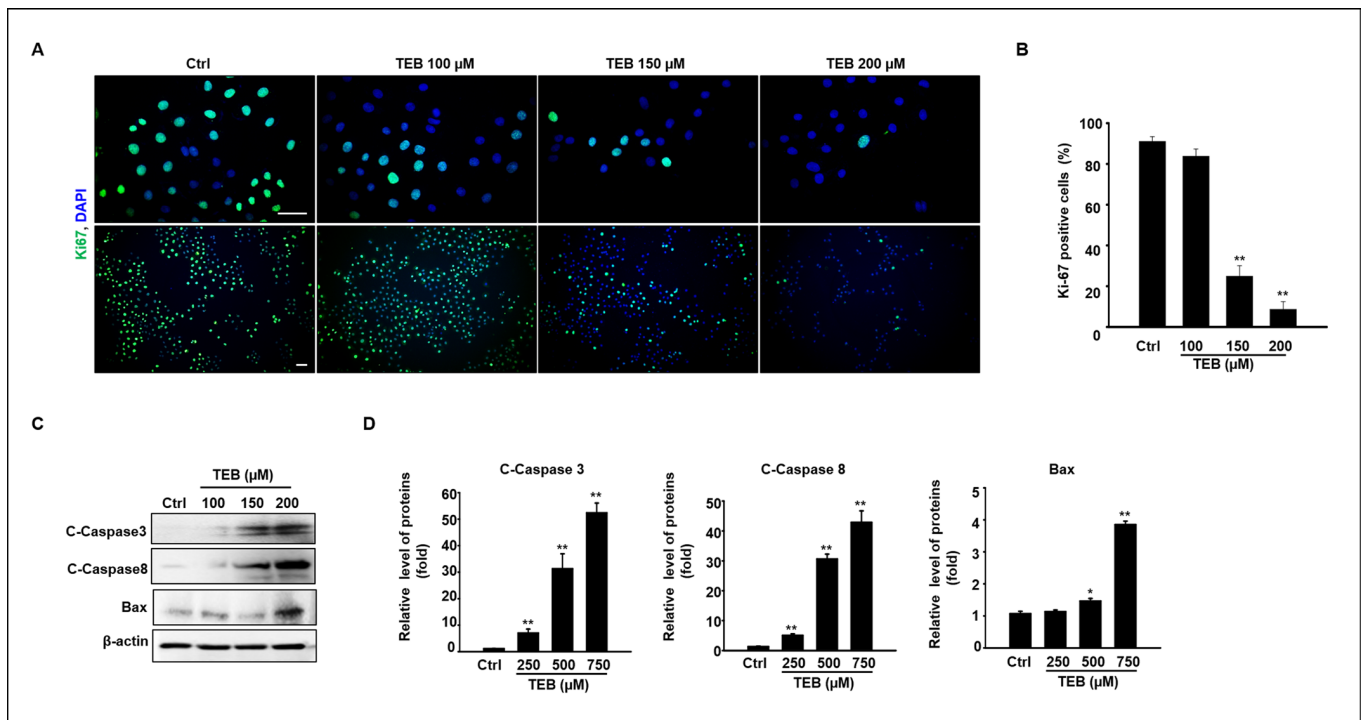 A
Ctrl
TEB 100 µM
TEB 150 µM
TEB 200 µM
Ki67, DAPI
B
Ki-67 positive cells (%)
100
80
60
40
20
0
**
**
Ctrl
100 150 200
TEB (µM)
C
TEB (µM)
Ctrl 100 150 200
C-Caspase3
C-Caspase8
Bax
β-actin
D
C-Caspase 3
Relative level of proteins
(fold)
60
50
40
30
20
10
0
**
**
**
Ctrl 250 500 750
TEB (µM)
C-Caspase 8
Relative level of proteins
(fold)
50
40
30
20
10
0
**
**
**
Ctrl 250 500 750
TEB (µM)
Bax
Relative level of proteins
(fold)
5
4
3
2
1
0
*
**
Ctrl 250 500 750
TEB (µM)